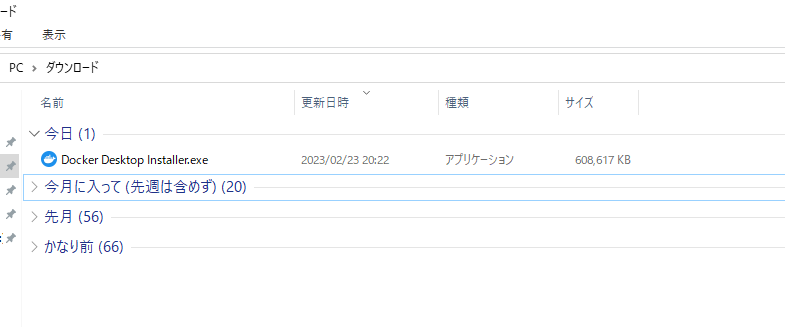 ード
有 表示
PC > ダウンロード
名前 更新日時 種類 サイズ
今日 (1)
Docker Desktop Installer.exe 2023/02/23 20:22 アプリケーション 608,617 KB
今月に入って (先週は含めず) (20)
先月 (56)
かなり前 (66)